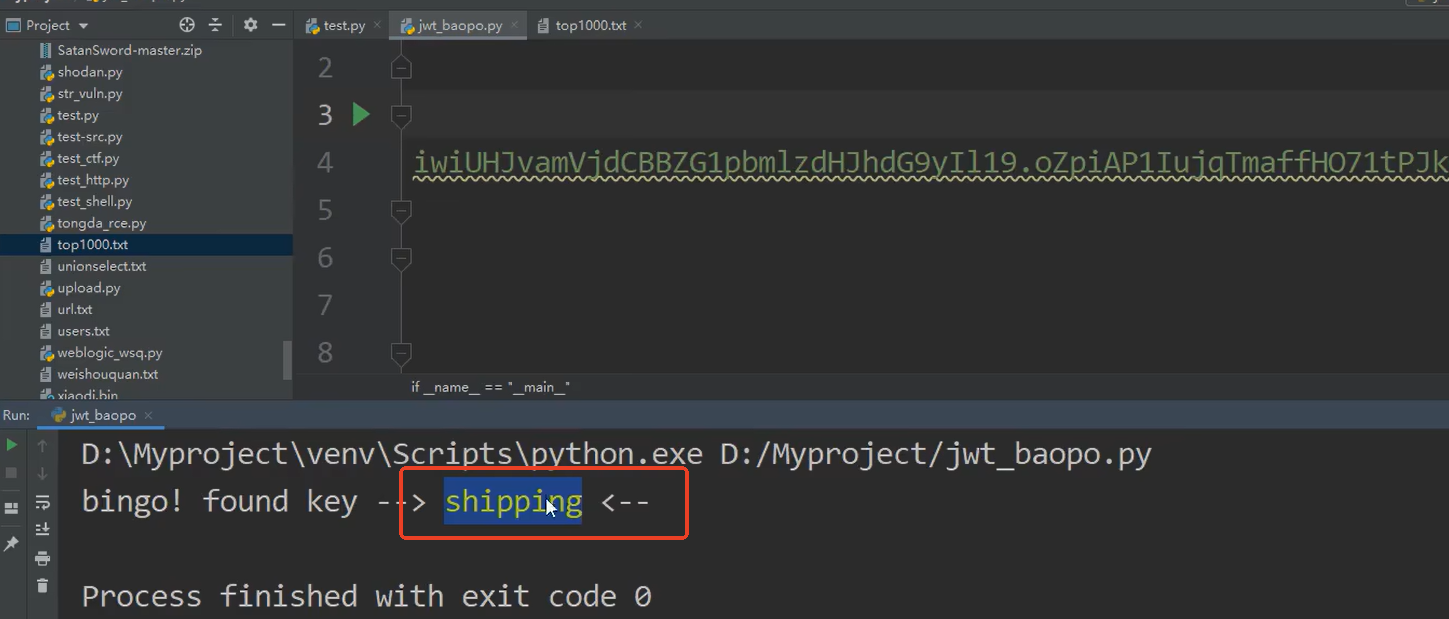 Project
test.py
jwt_baopo.py
top1000.txt
SatanSword-master.zip
shodan.py
str_vuln.py
test.py
test-src.py
test_ctf.py
test_http.py
test_shell.py
tongda_rce.py
top1000.txt
unionselect.txt
upload.py
url.txt
users.txt
weblogic_wsq.py
weishouquan.txt
xiaodi.bin
2
3
4 iwiUHJvamVjdCBBZG1pbmlzdHJhdG9yIl19.oZpiAP1IujqTmaffHO71tPJk
5
6
7
8
if __name__ == "__main__"
Run: jwt_baopo
D:\Myproject\venv\Scripts\python.exe D:/Myproject/jwt_baopo.py
bingo! found key --> shipping <--
Process finished with exit code 0